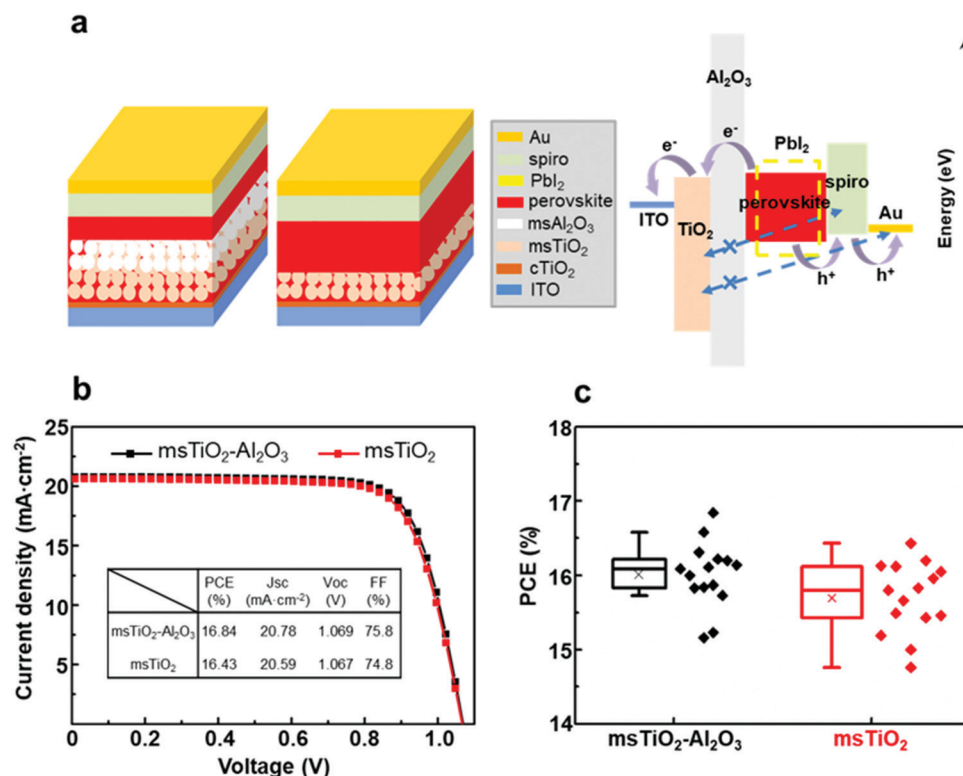 a
Au
spiro
PbI₂
perovskite
msAl₂O₃
msTiO₂
cTiO₂
ITO
Al₂O₃
e⁻
e⁻
PbI₂
spiro
perovskite
ITO
TiO₂
Au
h⁺
h⁺
Energy (eV)
b
msTiO₂-Al₂O₃
msTiO₂
Current density (mA·cm⁻²)
25
20
15
10
5
0
0.2
0.4
0.6
0.8
1.0
Voltage (V)
PCE (%) Jsc (mA·cm⁻²) Voc (V) FF (%)
msTiO₂-Al₂O₃ 16.84 20.78 1.069 75.8
msTiO₂ 16.43 20.59 1.067 74.8
c
PCE (%)
18
17
16
15
14
msTiO₂-Al₂O₃
msTiO₂